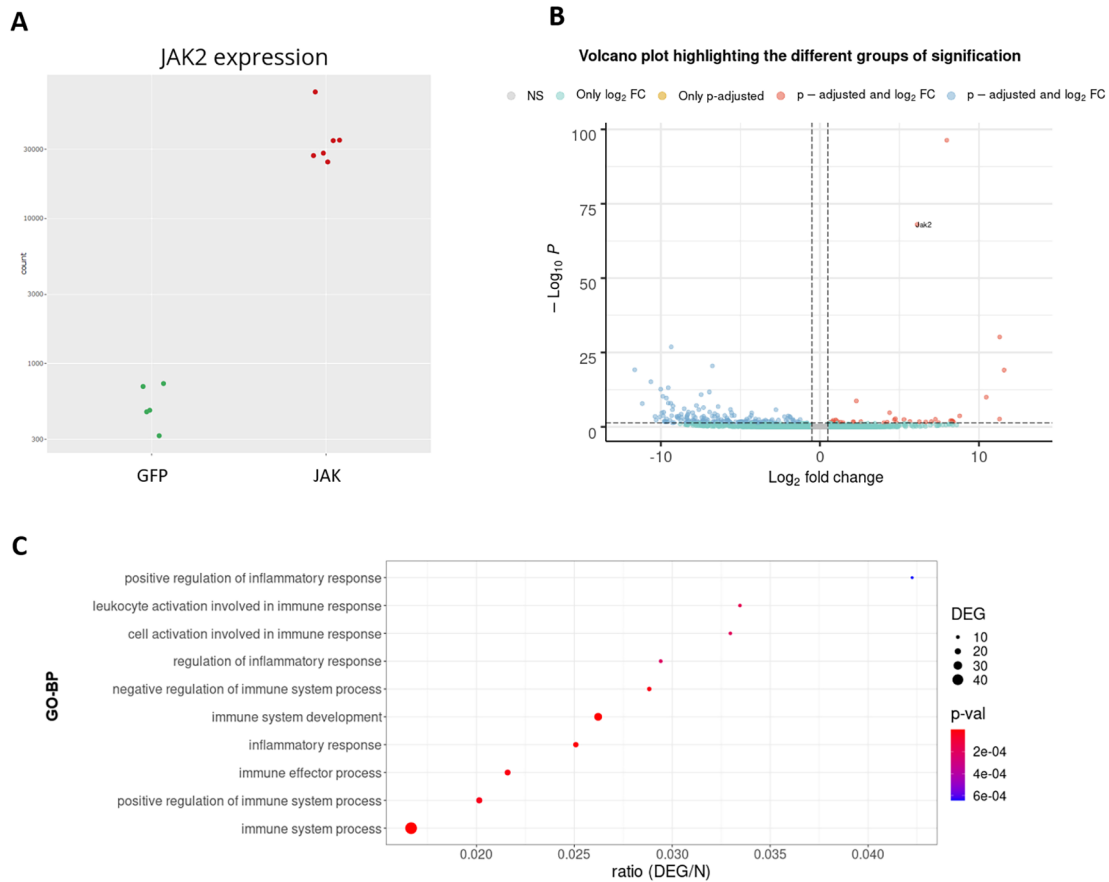 A
JAK2 expression
30000
10000
count
3000
1000
300
GFP
JAK
B
Volcano plot highlighting the different groups of signification
NS
Only log2 FC
Only p-adjusted
p − adjusted and log2 FC
p − adjusted and log2 FC
100
75
50
25
0
− Log10 P
Jak2
-10
0
10
Log2 fold change
C
GO-BP
positive regulation of inflammatory response
leukocyte activation involved in immune response
cell activation involved in immune response
regulation of inflammatory response
negative regulation of immune system process
immune system development
inflammatory response
immune effector process
positive regulation of immune system process
immune system process
0.020
0.025
0.030
0.035
0.040
ratio (DEG/N)
DEG
10
20
30
40
p-val
2e-04
4e-04
6e-04